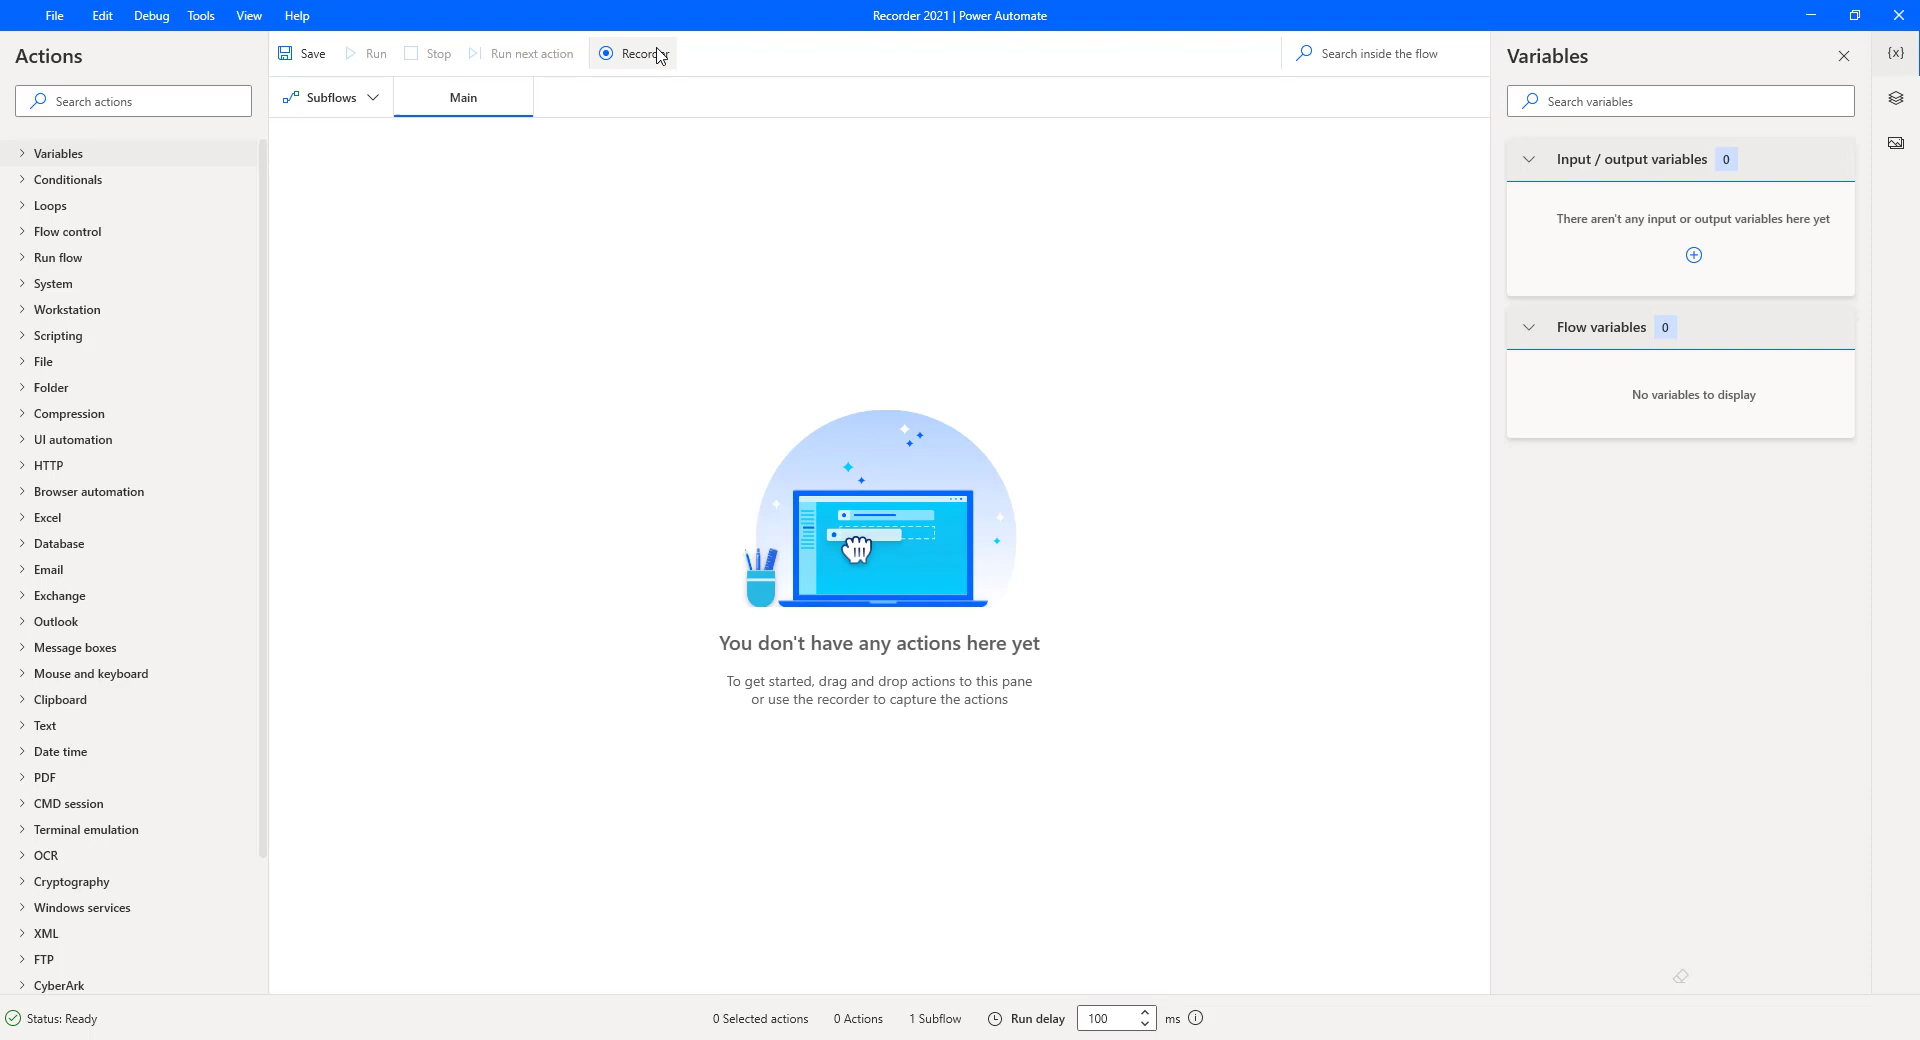 File Edit Debug Tools View Help
Recorder 2021 | Power Automate
Actions
Search actions
Variables
Conditionals
Loops
Flow control
Run flow
System
Workstation
Scripting
File
Folder
Compression
UI automation
HTTP
Browser automation
Excel
Database
Email
Exchange
Outlook
Message boxes
Mouse and keyboard
Clipboard
Text
Date time
PDF
CMD session
Terminal emulation
OCR
Cryptography
Windows services
XML
FTP
CyberArk
Save Run Stop Run next action Recorder
Search inside the flow
Subflows Main
You don't have any actions here yet
To get started, drag and drop actions to this pane
or use the recorder to capture the actions
Variables
{x}
Search variables
Input / output variables 0
There aren't any input or output variables here yet
Flow variables 0
No variables to display
Status: Ready
0 Selected actions 0 Actions 1 Subflow Run delay 100 ms